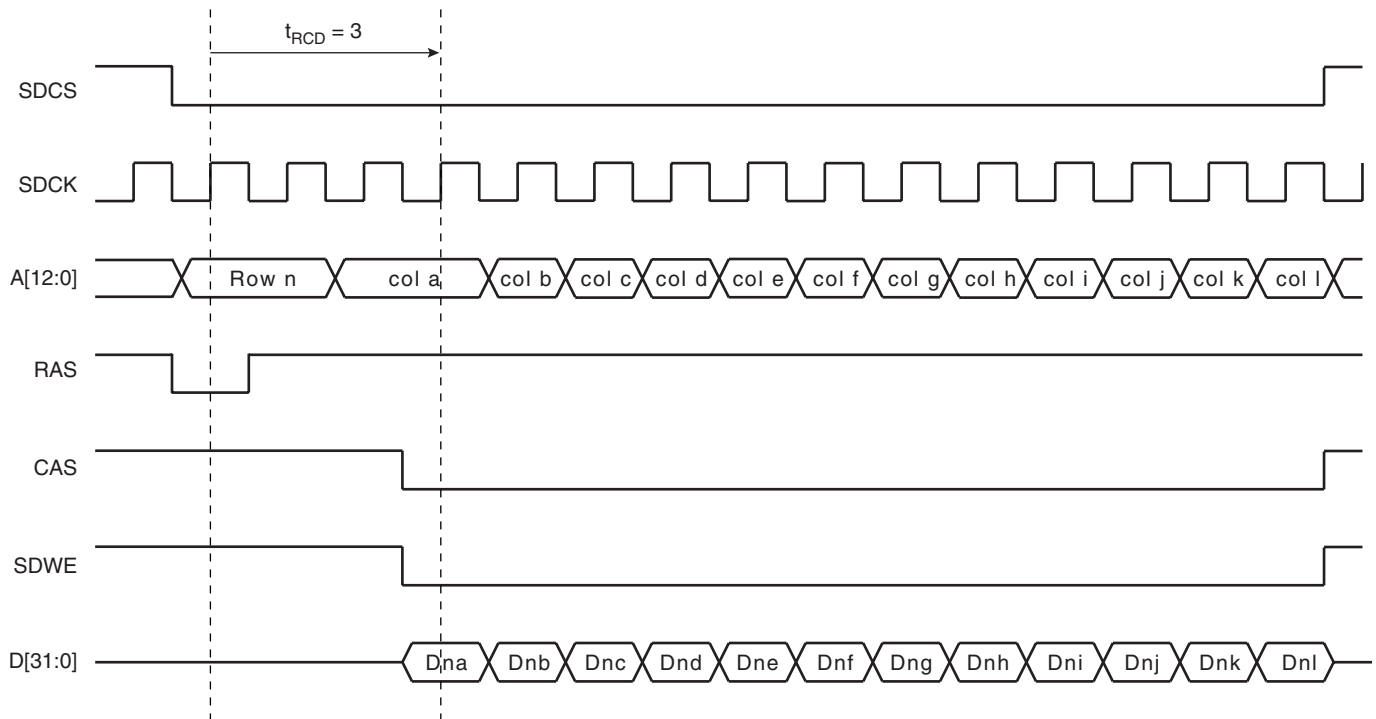 tRCD = 3
SDCS
SDCK
A[12:0] Row n col a col b col c col d col e col f col g col h col i col j col k col l
RAS
CAS
SDWE
D[31:0] Dna Dnb Dnc Dnd Dne Dnf Dng Dnh Dni Dnj Dnk Dnl